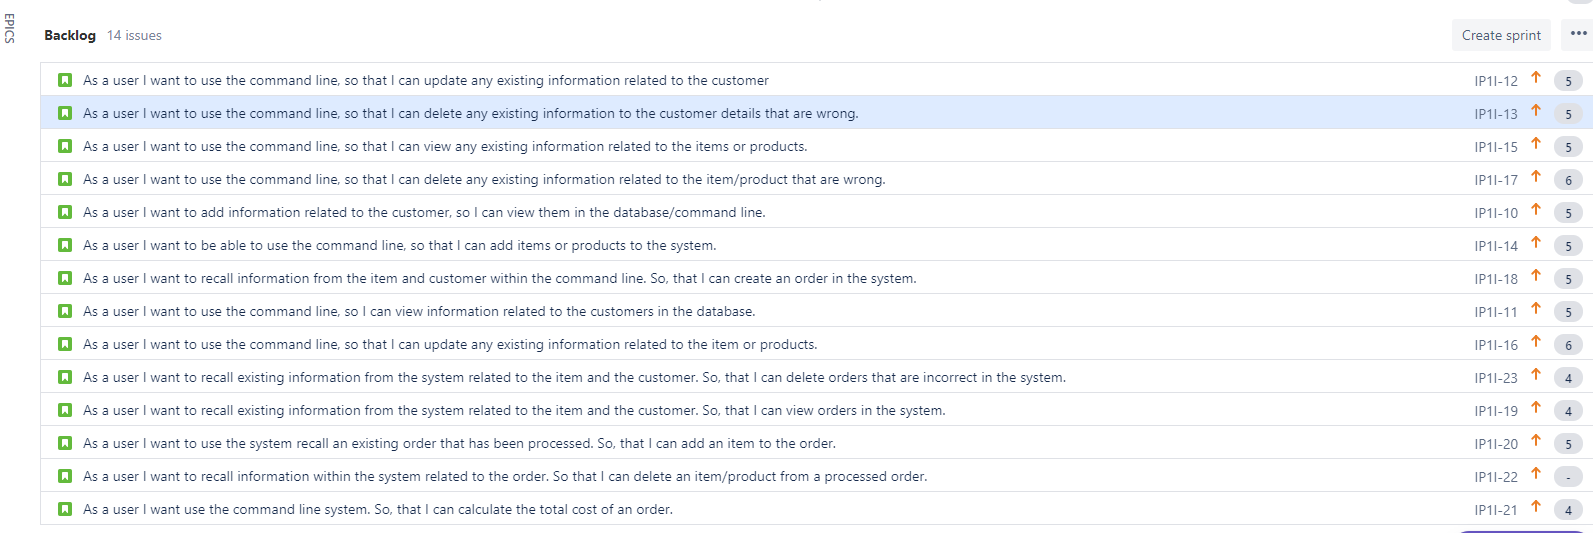 EPICS
Backlog 14 issues
Create sprint •••
As a user I want to use the command line, so that I can update any existing information related to the customer IP1I-12 5
As a user I want to use the command line, so that I can delete any existing information to the customer details that are wrong. IP1I-13 5
As a user I want to use the command line, so that I can view any existing information related to the items or products. IP1I-15 5
As a user I want to use the command line, so that I can delete any existing information related to the item/product that are wrong. IP1I-17 6
As a user I want to add information related to the customer, so I can view them in the database/command line. IP1I-10 5
As a user I want to be able to use the command line, so that I can add items or products to the system. IP1I-14 5
As a user I want to recall information from the item and customer within the command line. So, that I can create an order in the system. IP1I-18 5
As a user I want to use the command line, so I can view information related to the customers in the database. IP1I-11 5
As a user I want to use the command line, so that I can update any existing information related to the item or products. IP1I-16 6
As a user I want to recall existing information from the system related to the item and the customer. So, that I can delete orders that are incorrect in the system. IP1I-23 4
As a user I want to recall existing information from the system related to the item and the customer. So, that I can view orders in the system. IP1I-19 4
As a user I want to use the system recall an existing order that has been processed. So, that I can add an item to the order. IP1I-20 5
As a user I want to recall information within the system related to the order. So that I can delete an item/product from a processed order. IP1I-22 -
As a user I want use the command line system. So, that I can calculate the total cost of an order. IP1I-21 4